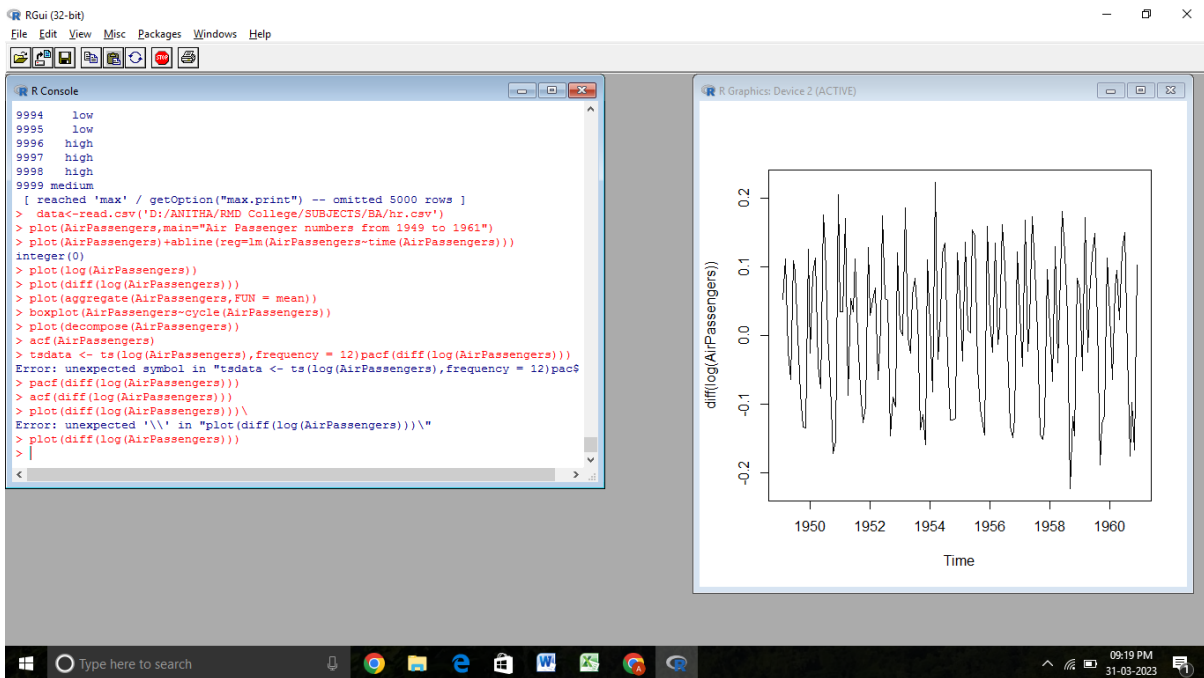 RGui (32-bit)
File Edit View Misc Packages Windows Help
STOP
R Console
9994 low
9995 low
9996 high
9997 high
9998 high
9999 medium
[ reached 'max' / getOption("max.print") -- omitted 5000 rows ]
> data<-read.csv('D:/ANITHA/RMD College/SUBJECTS/BA/hr.csv')
> plot(AirPassengers,main="Air Passenger numbers from 1949 to 1961")
> plot(AirPassengers)+abline(reg=lm(AirPassengers~time(AirPassengers)))
integer(0)
> plot(log(AirPassengers))
> plot(diff(log(AirPassengers)))
> plot(aggregate(AirPassengers,FUN = mean))
> boxplot(AirPassengers~cycle(AirPassengers))
> plot(decompose(AirPassengers))
> acf(AirPassengers)
> tsdata <- ts(log(AirPassengers),frequency = 12)pacf(diff(log(AirPassengers)))
Error: unexpected symbol in "tsdata <- ts(log(AirPassengers),frequency = 12)pac$
> pacf(diff(log(AirPassengers)))
> acf(diff(log(AirPassengers)))
> plot(diff(log(AirPassengers)))\
Error: unexpected '\\' in "plot(diff(log(AirPassengers)))\"
> plot(diff(log(AirPassengers)))
>
R Graphics: Device 2 (ACTIVE)
diff(log(AirPassengers))
0.2
0.1
0.0
-0.1
-0.2
1950 1952 1954 1956 1958 1960
Time
Type here to search
09:19 PM
31-03-2023